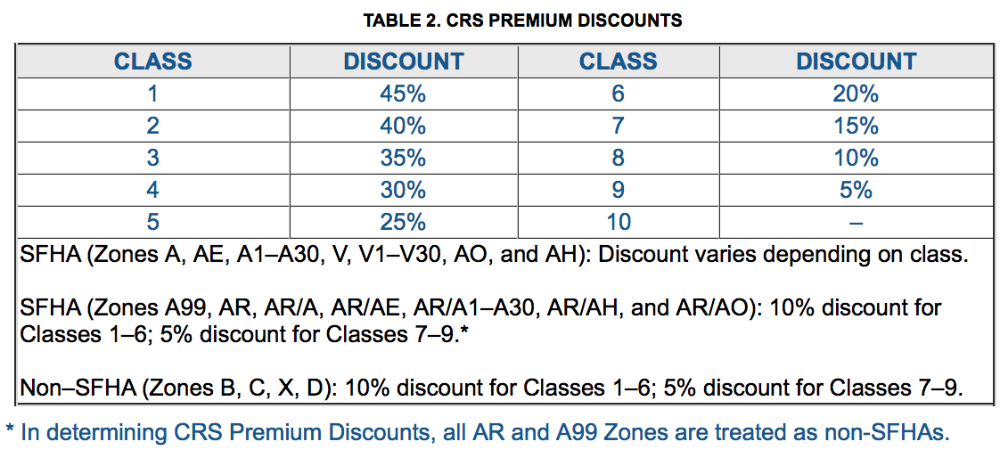 TABLE 2. CRS PREMIUM DISCOUNTS
CLASS DISCOUNT CLASS DISCOUNT
1 45% 6 20%
2 40% 7 15%
3 35% 8 10%
4 30% 9 5%
5 25% 10 –
SFHA (Zones A, AE, A1–A30, V, V1–V30, AO, and AH): Discount varies depending on class.
SFHA (Zones A99, AR, AR/A, AR/AE, AR/A1–A30, AR/AH, and AR/AO): 10% discount for
Classes 1–6; 5% discount for Classes 7–9.*
Non–SFHA (Zones B, C, X, D): 10% discount for Classes 1–6; 5% discount for Classes 7–9.
* In determining CRS Premium Discounts, all AR and A99 Zones are treated as non-SFHAs.